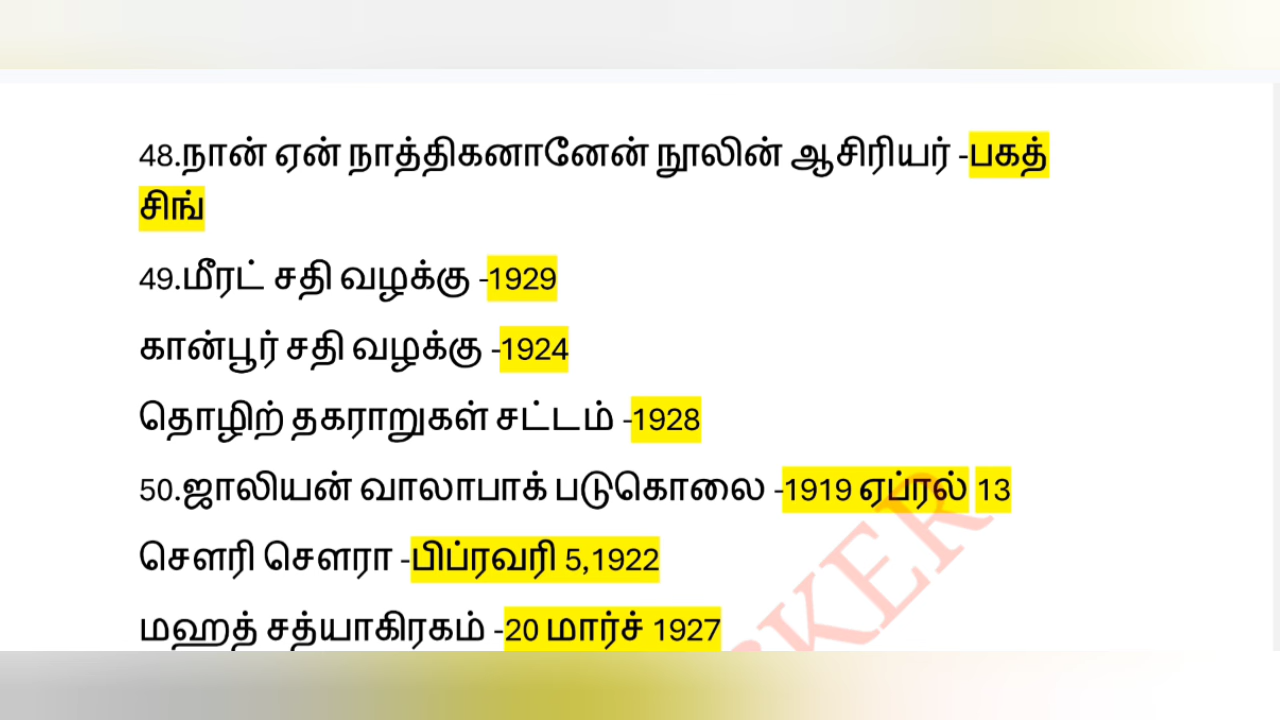 48.நான் ஏன் நாத்திகனானேன் நூலின் ஆசிரியர் -பகத்
சிங்
49.மீரட் சதி வழக்கு -1929
கான்பூர் சதி வழக்கு -1924
தொழிற் தகராறுகள் சட்டம் -1928
50.ஜாலியன் வாலாபாக் படுகொலை -1919 ஏப்ரல் 13
சௌரி சௌரா -பிப்ரவரி 5,1922
மஹத் சத்யாகிரகம் -20 மார்ச் 1927